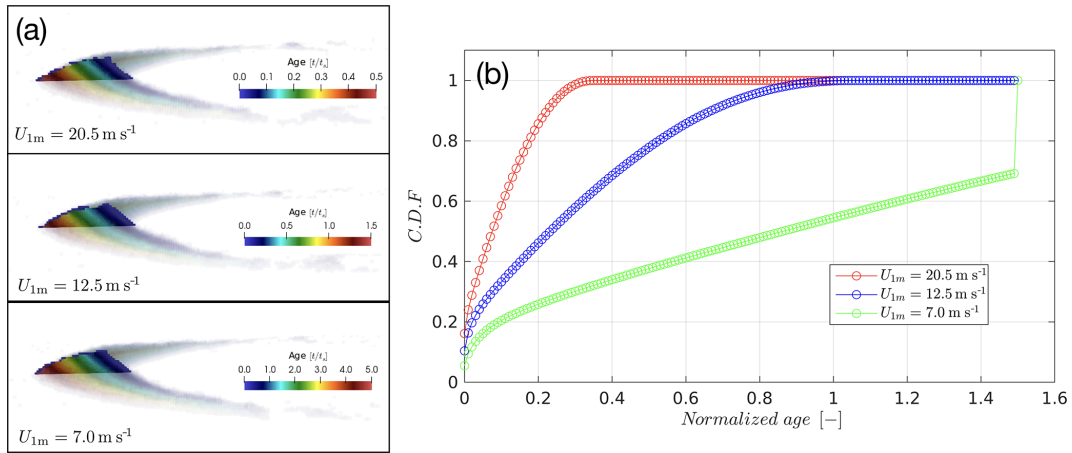 (a)
Age [t/tₛ]
0.0 0.1 0.2 0.3 0.4 0.5
U₁ₘ = 20.5 m s⁻¹
Age [t/tₛ]
0.0 0.5 1.0 1.5
U₁ₘ = 12.5 m s⁻¹
Age [t/tₛ]
0.0 1.0 2.0 3.0 4.0 5.0
U₁ₘ = 7.0 m s⁻¹
(b)
C.D.F
1
0.8
0.6
0.4
0.2
0
0 0.2 0.4 0.6 0.8 1 1.2 1.4 1.6
Normalized age [−]
U₁ₘ = 20.5 m s⁻¹
U₁ₘ = 12.5 m s⁻¹
U₁ₘ = 7.0 m s⁻¹